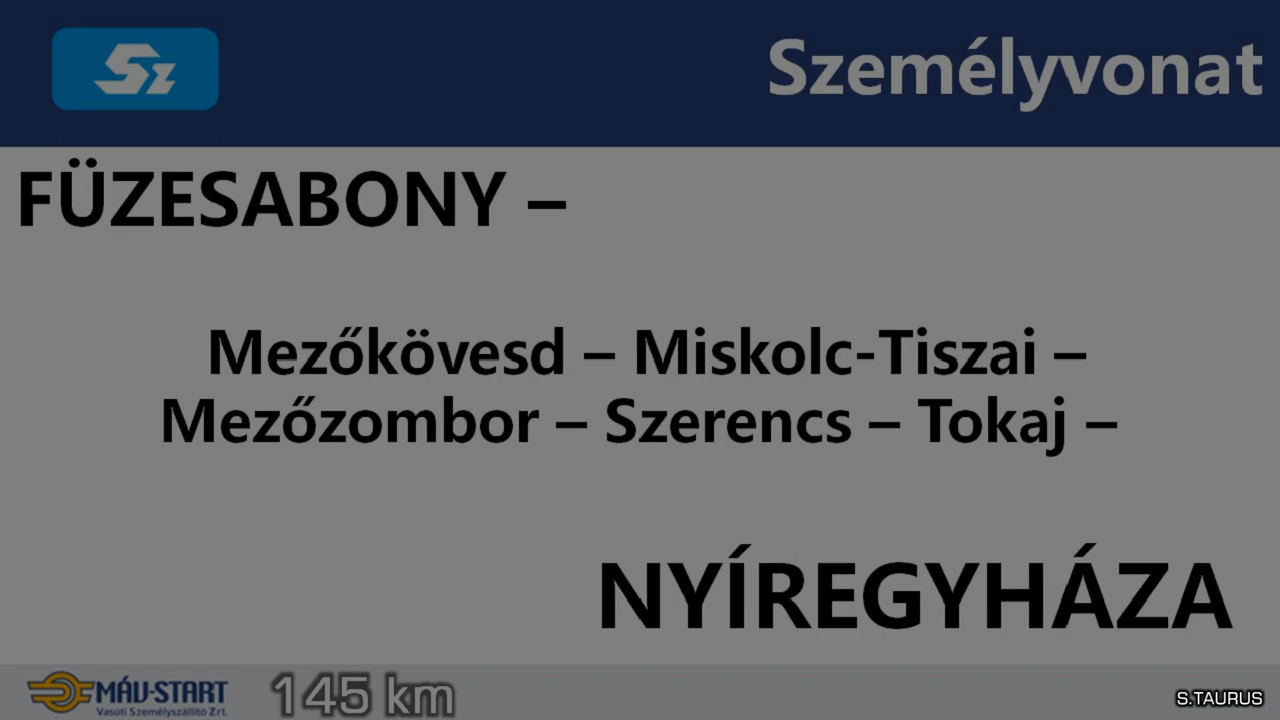 Sz
Személyvonat
FÜZESABONY –
Mezőkövesd – Miskolc-Tiszai –
Mezőzombor – Szerencs – Tokaj –
NYÍREGYHÁZA
MÁV-START
Vasúti Személyszállító Zrt.
145 km
S.TAURUS